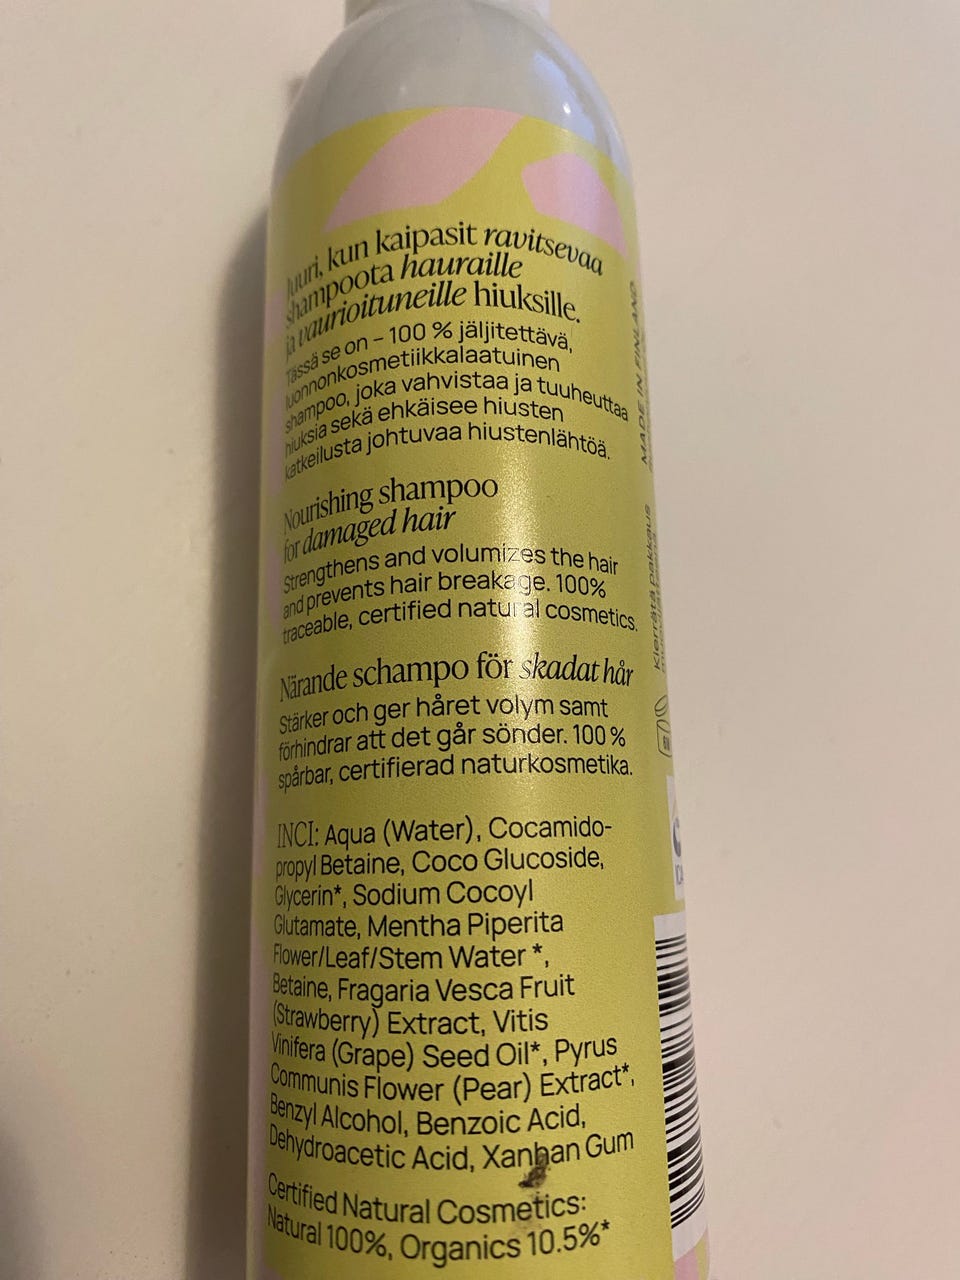 Juuri, kun kaipasit ravitsevaa
shampoota hauraille
ja vaurioituneille hiuksille.
Tässä se on – 100 % jäljitettävä,
luonnonkosmetiikkalaatuinen
shampoo, joka vahvistaa ja tuuheuttaa
hiuksia sekä ehkäisee hiusten
katkeilusta johtuvaa hiustenlähtöä.
Nourishing shampoo
for damaged hair
Strengthens and volumizes the hair
and prevents hair breakage. 100%
traceable, certified natural cosmetics.
Närande schampo för skadat hår
Stärker och ger håret volym samt
förhindrar att det går sönder. 100 %
spårbar, certifierad naturkosmetika.
INCI: Aqua (Water), Cocamido-
propyl Betaine, Coco Glucoside,
Glycerin*, Sodium Cocoyl
Glutamate, Mentha Piperita
Flower/Leaf/Stem Water *,
Betaine, Fragaria Vesca Fruit
(Strawberry) Extract, Vitis
Vinifera (Grape) Seed Oil*, Pyrus
Communis Flower (Pear) Extract*,
Benzyl Alcohol, Benzoic Acid,
Dehydroacetic Acid, Xanhan Gum
Certified Natural Cosmetics:
Natural 100%, Organics 10.5%*
MADE IN FINLAND
Kierrätä pakkaus